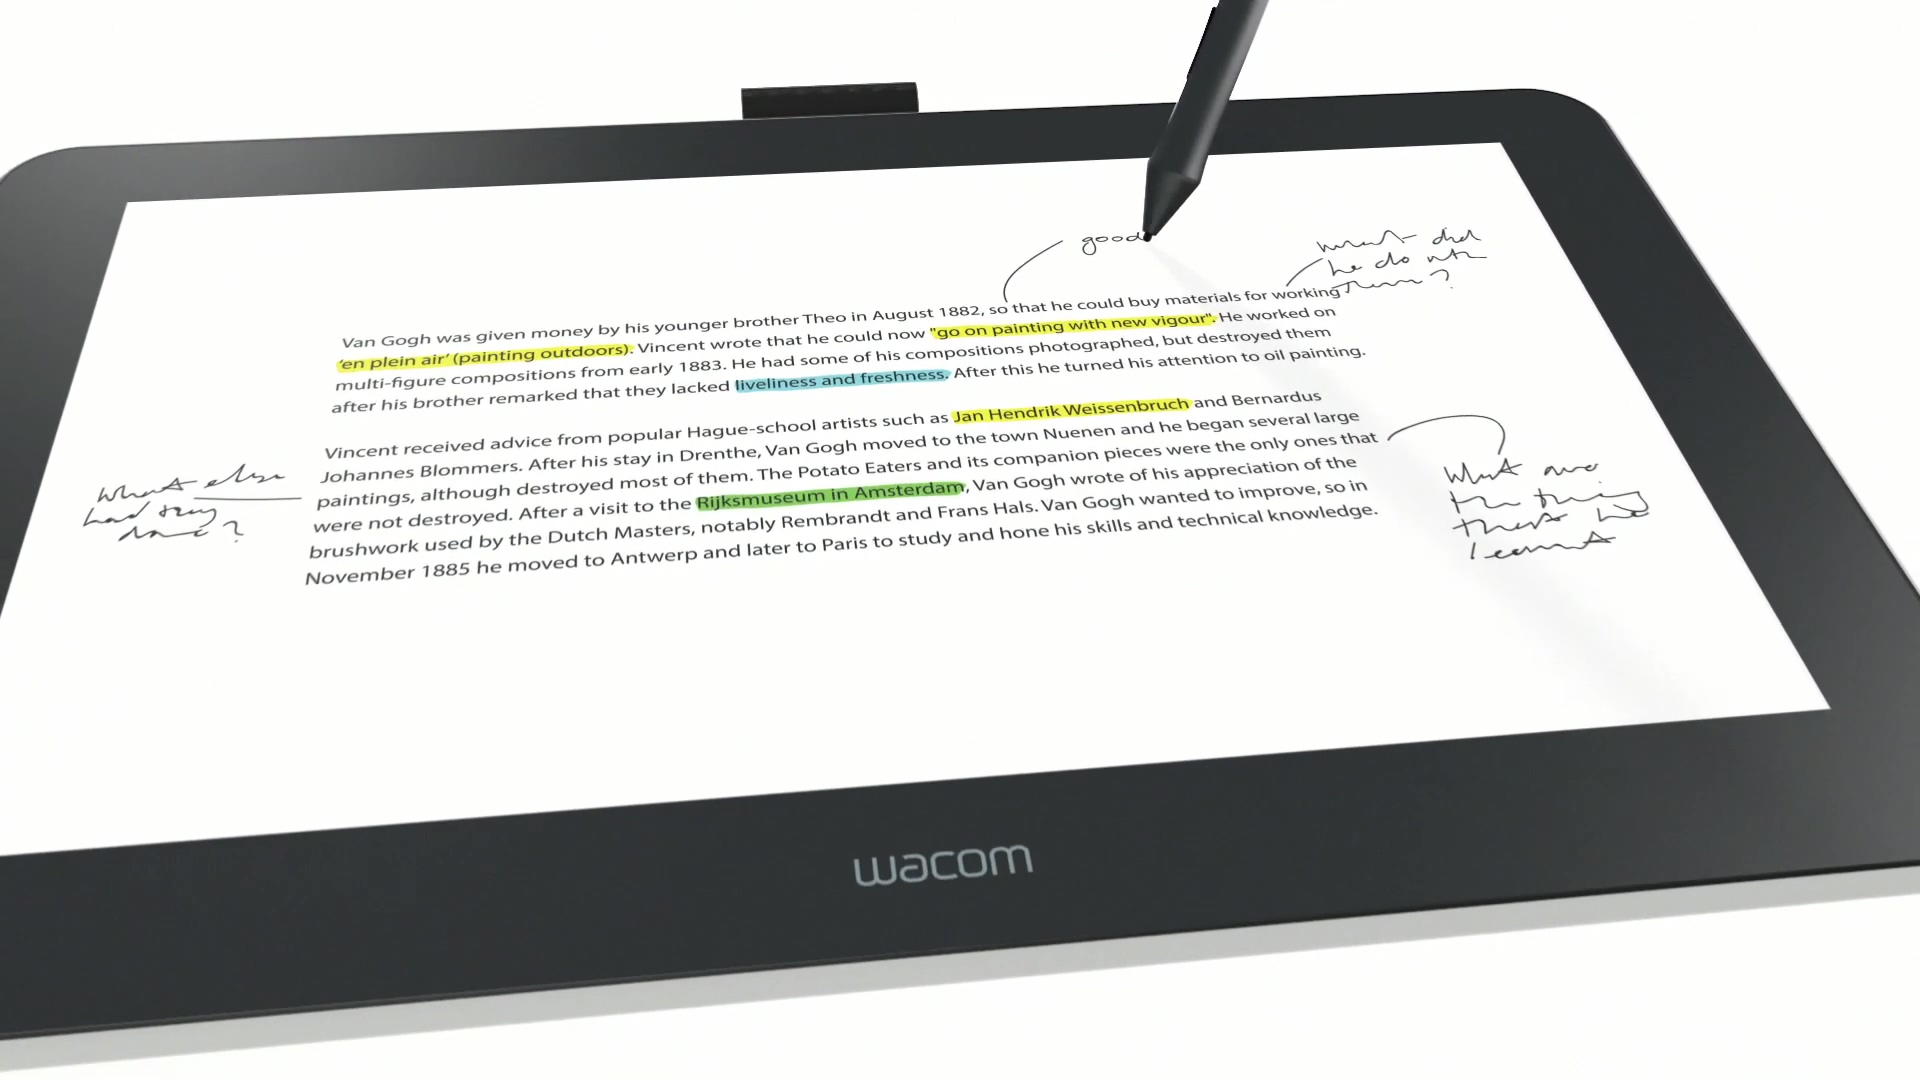 good
What did
he do with
them?
Van Gogh was given money by his younger brother Theo in August 1882, so that he could buy materials for working
'en plein air' (painting outdoors). Vincent wrote that he could now "go on painting with new vigour". He worked on
multi-figure compositions from early 1883. He had some of his compositions photographed, but destroyed them
after his brother remarked that they lacked liveliness and freshness. After this he turned his attention to oil painting.
Vincent received advice from popular Hague-school artists such as Jan Hendrik Weissenbruch and Bernardus
Johannes Blommers. After his stay in Drenthe, Van Gogh moved to the town Nuenen and he began several large
paintings, although destroyed most of them. The Potato Eaters and its companion pieces were the only ones that
were not destroyed. After a visit to the Rijksmuseum in Amsterdam, Van Gogh wrote of his appreciation of the
brushwork used by the Dutch Masters, notably Rembrandt and Frans Hals. Van Gogh wanted to improve, so in
November 1885 he moved to Antwerp and later to Paris to study and hone his skills and technical knowledge.
What else
had they
done?
What are
the things
that he
learnt
wacom